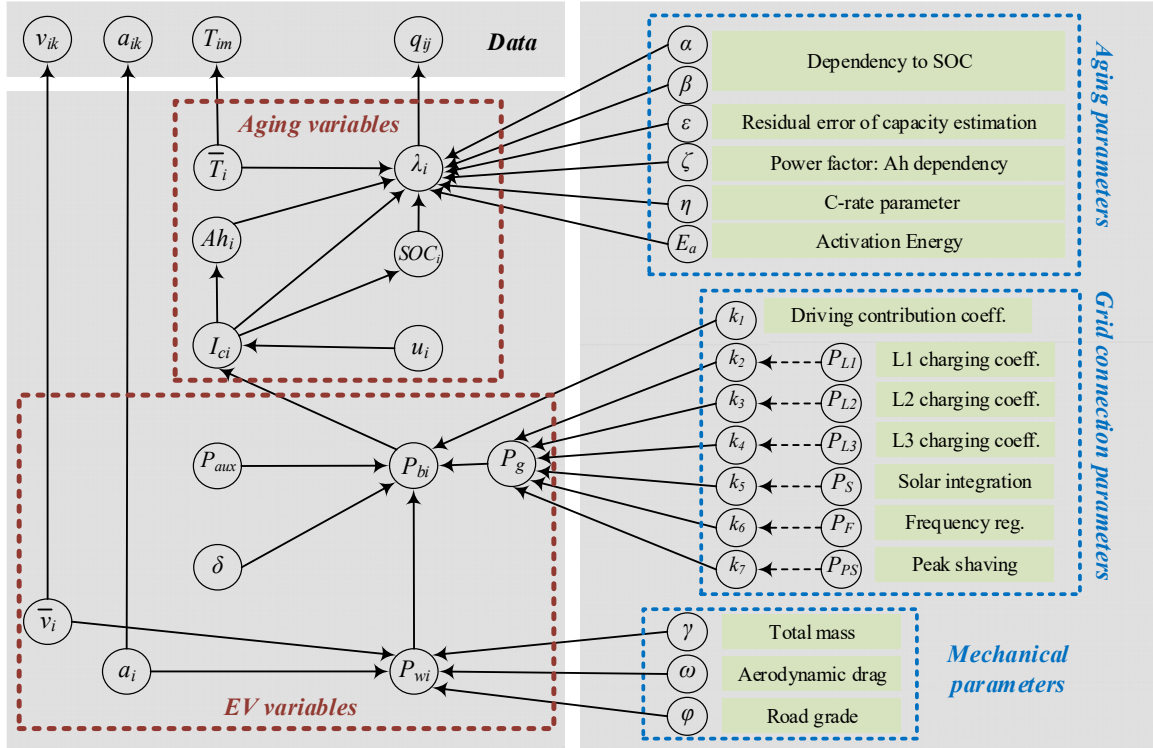 v_ik
a_ik
T_im
q_ij
Data
Aging variables
T̅_i
λ_i
Ah_i
SOC_i
I_ci
u_i
P_aux
P_bi
P_g
δ
v̅_i
a_i
P_wi
EV variables
α
β
Dependency to SOC
ε
Residual error of capacity estimation
ζ
Power factor: Ah dependency
η
C-rate parameter
E_a
Activation Energy
Aging parameters
k_1
Driving contribution coeff.
k_2
P_L1
L1 charging coeff.
k_3
P_L2
L2 charging coeff.
k_4
P_L3
L3 charging coeff.
k_5
P_S
Solar integration
k_6
P_F
Frequency reg.
k_7
P_PS
Peak shaving
Grid connection parameters
γ
Total mass
ω
Aerodynamic drag
φ
Road grade
Mechanical
parameters